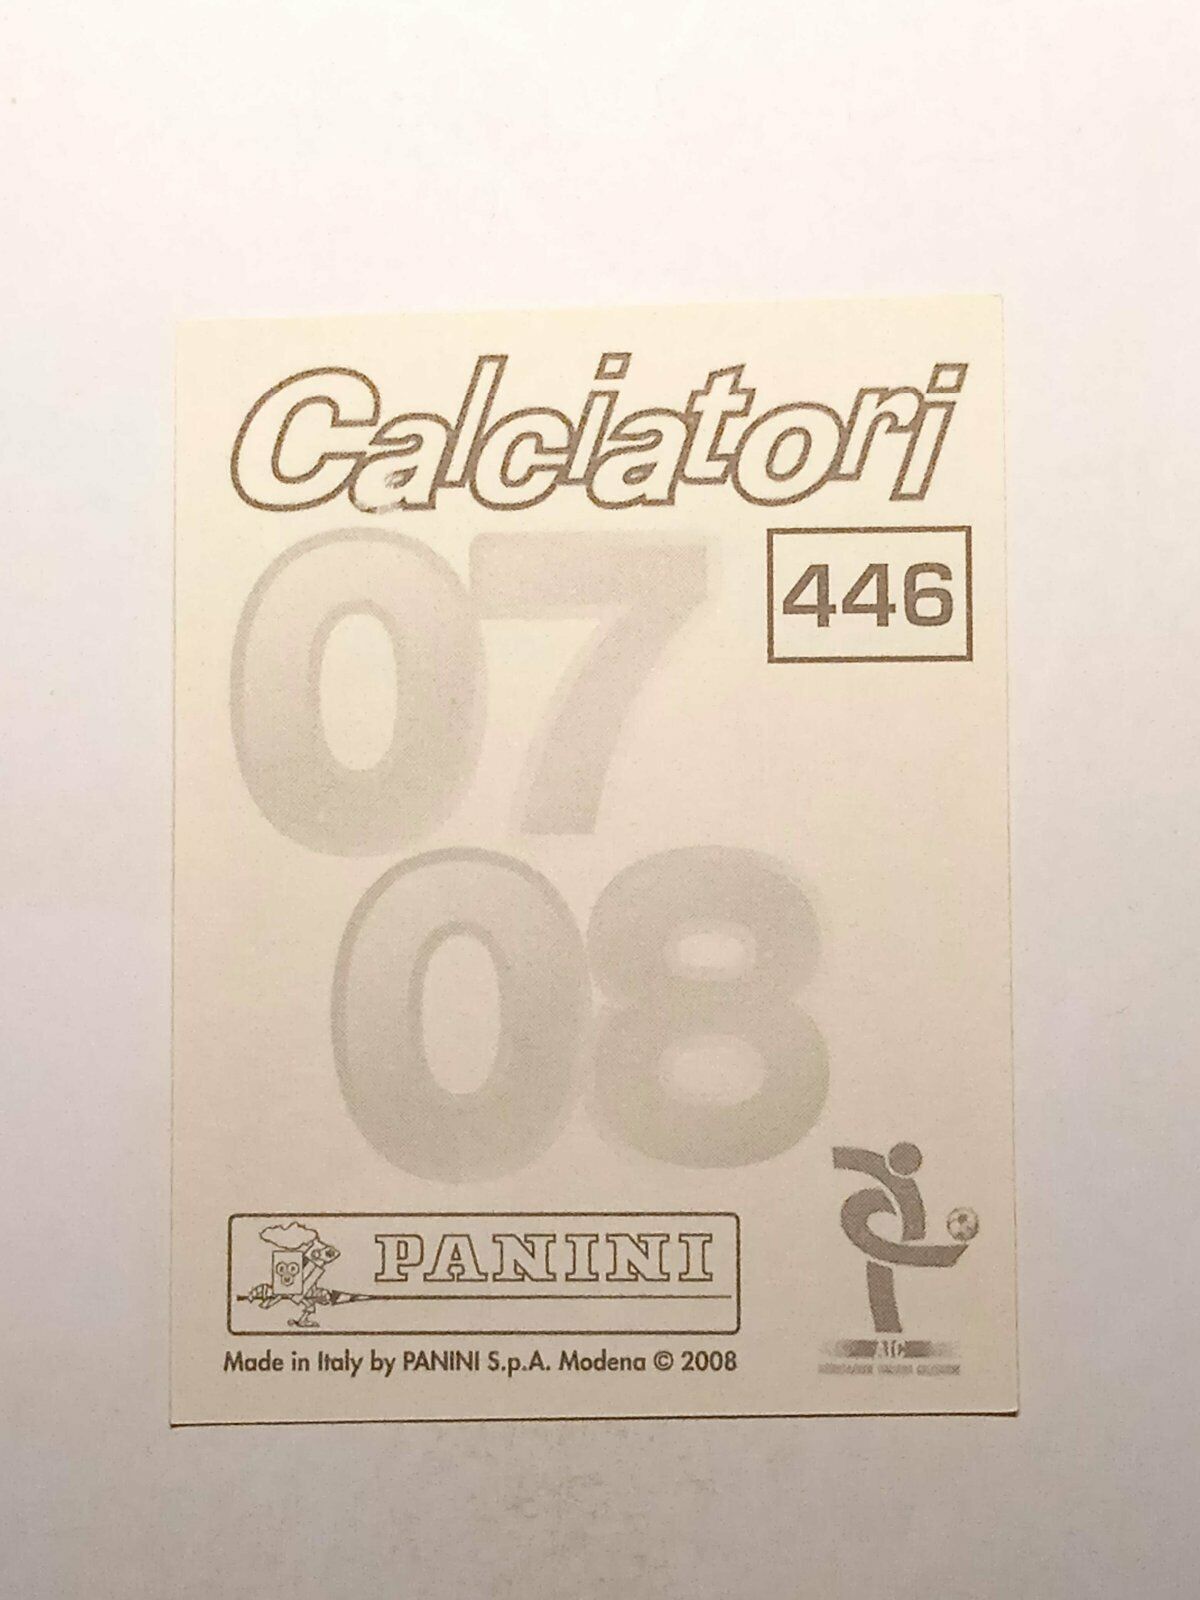 Calciatori
07
446
08
PANINI
Made in Italy by PANINI S.p.A. Modena © 2008